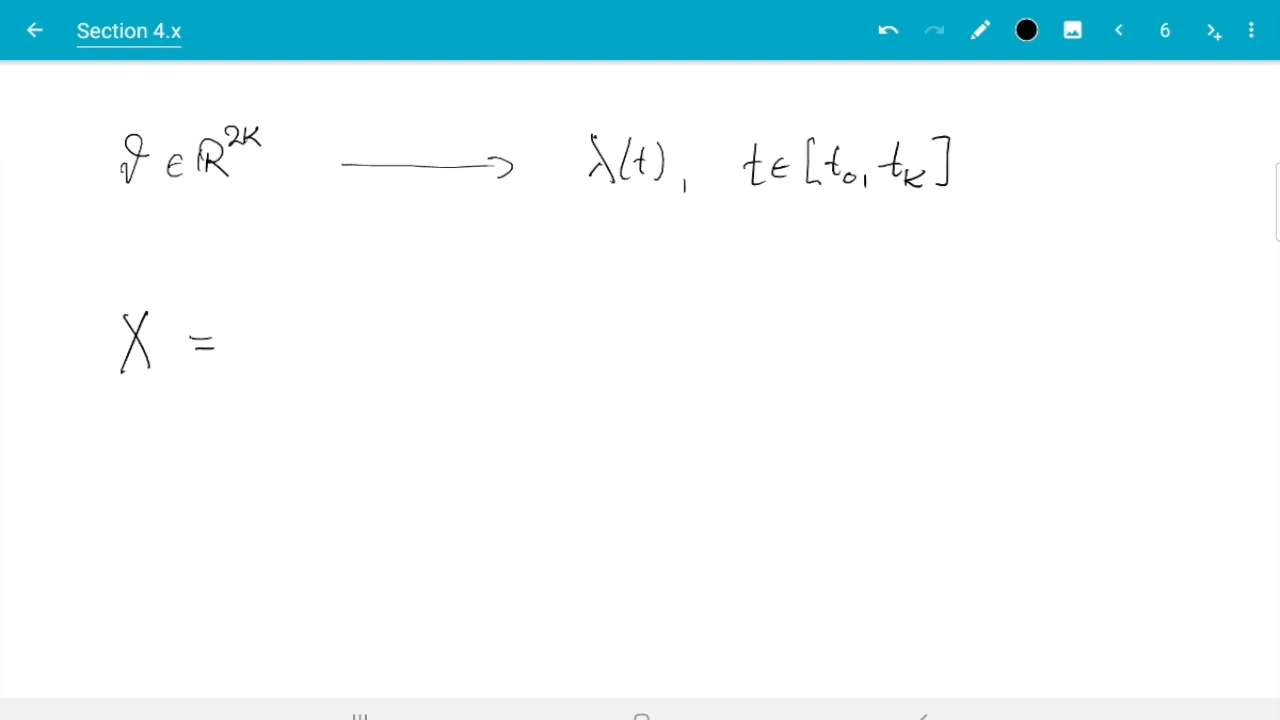 Section 4.x
6
ϑ ∈ ℝ^{2K} ⟶ λ(t), t ∈ [t₀, t_K]
X =